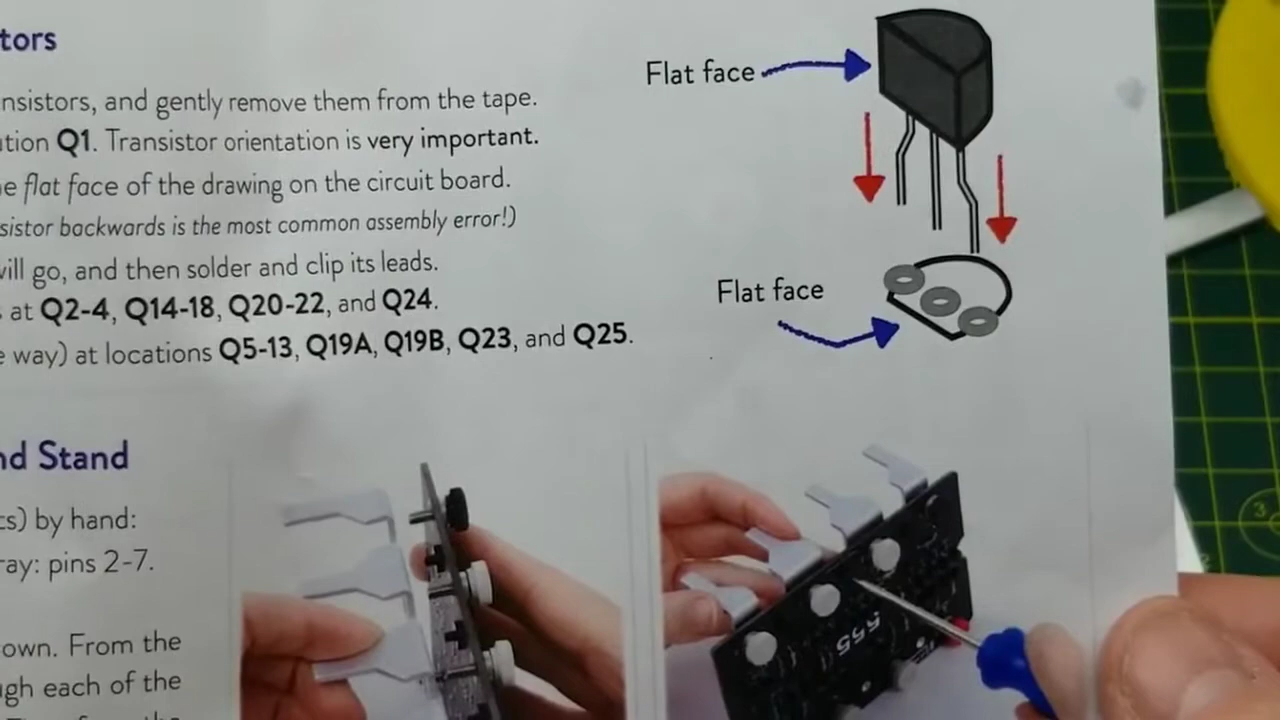 tors
nsistors, and gently remove them from the tape.
Q1. Transistor orientation is very important.
flat face of the drawing on the circuit board.
sistor backwards is the most common assembly error!)
will go, and then solder and clip its leads.
at Q2-4, Q14-18, Q20-22, and Q24.
way) at locations Q5-13, Q19A, Q19B, Q23, and Q25.
Flat face
Flat face
nd Stand
cs) by hand:
ray: pins 2-7.
own. From the
ugh each of the
555
3